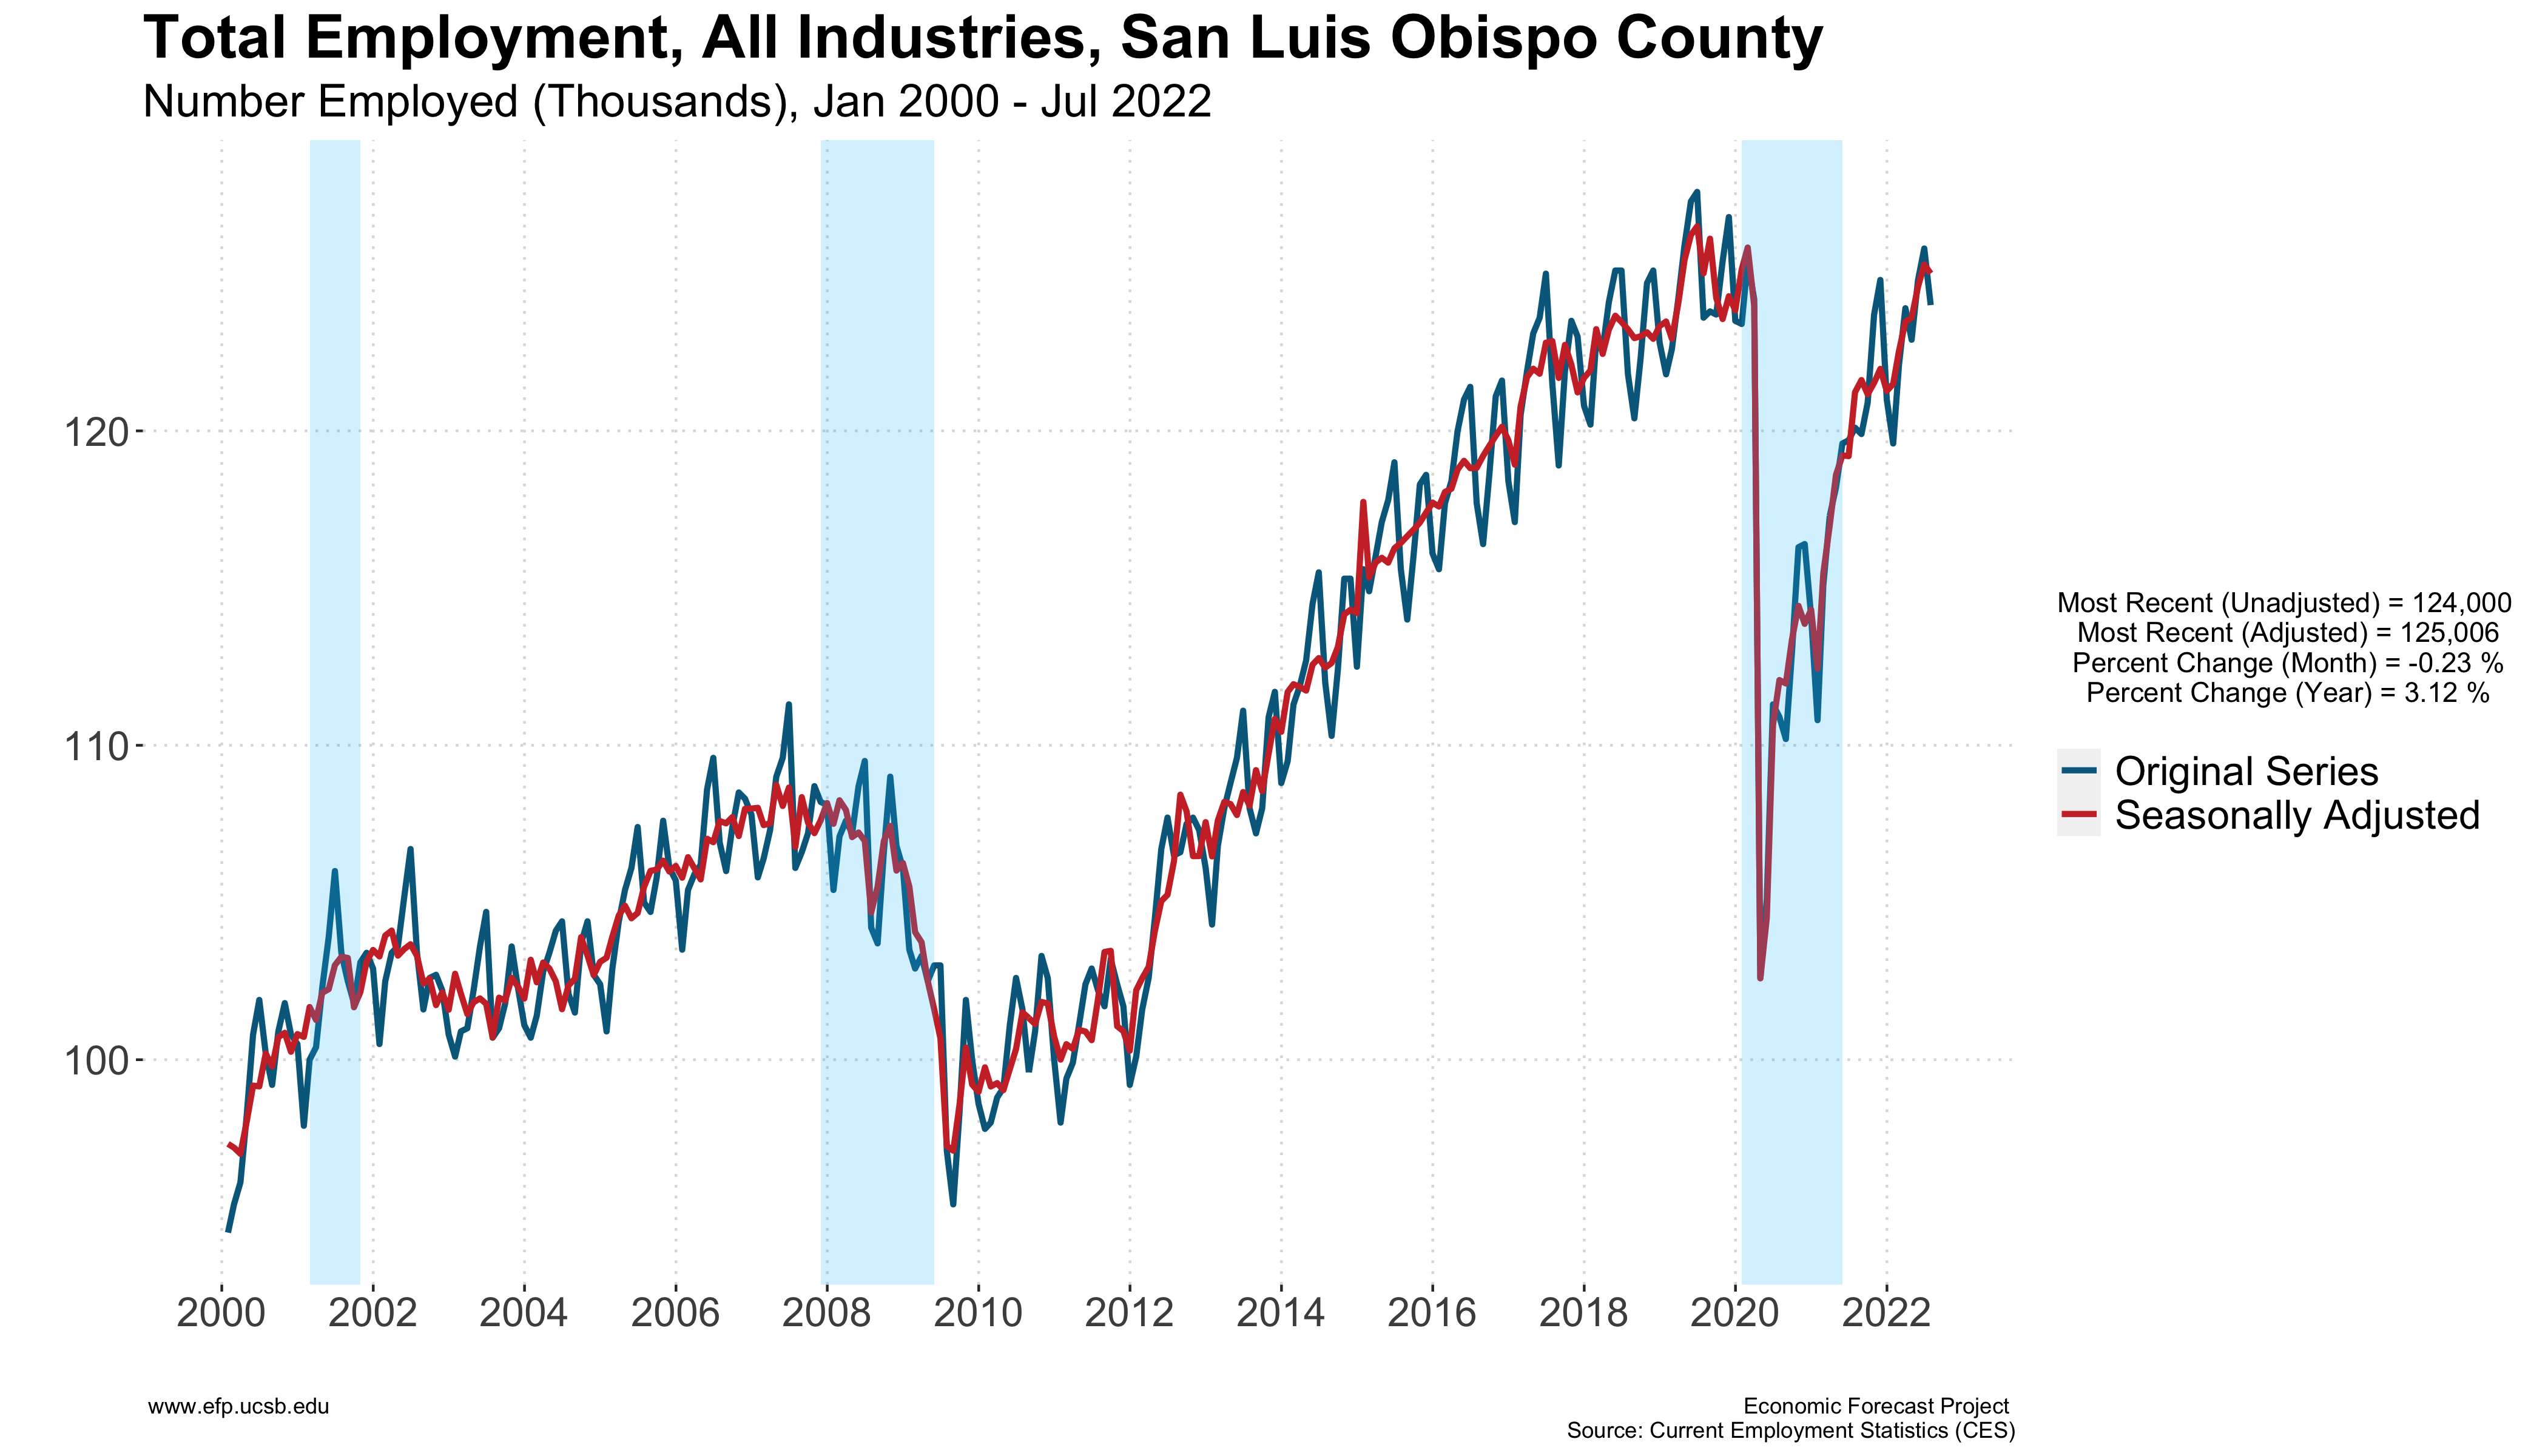 Total Employment, All Industries, San Luis Obispo County
Number Employed (Thousands), Jan 2000 - Jul 2022
120
110
100
2000 2002 2004 2006 2008 2010 2012 2014 2016 2018 2020 2022
Most Recent (Unadjusted) = 124,000
Most Recent (Adjusted) = 125,006
Percent Change (Month) = -0.23 %
Percent Change (Year) = 3.12 %
Original Series
Seasonally Adjusted
www.efp.ucsb.edu
Economic Forecast Project
Source: Current Employment Statistics (CES)